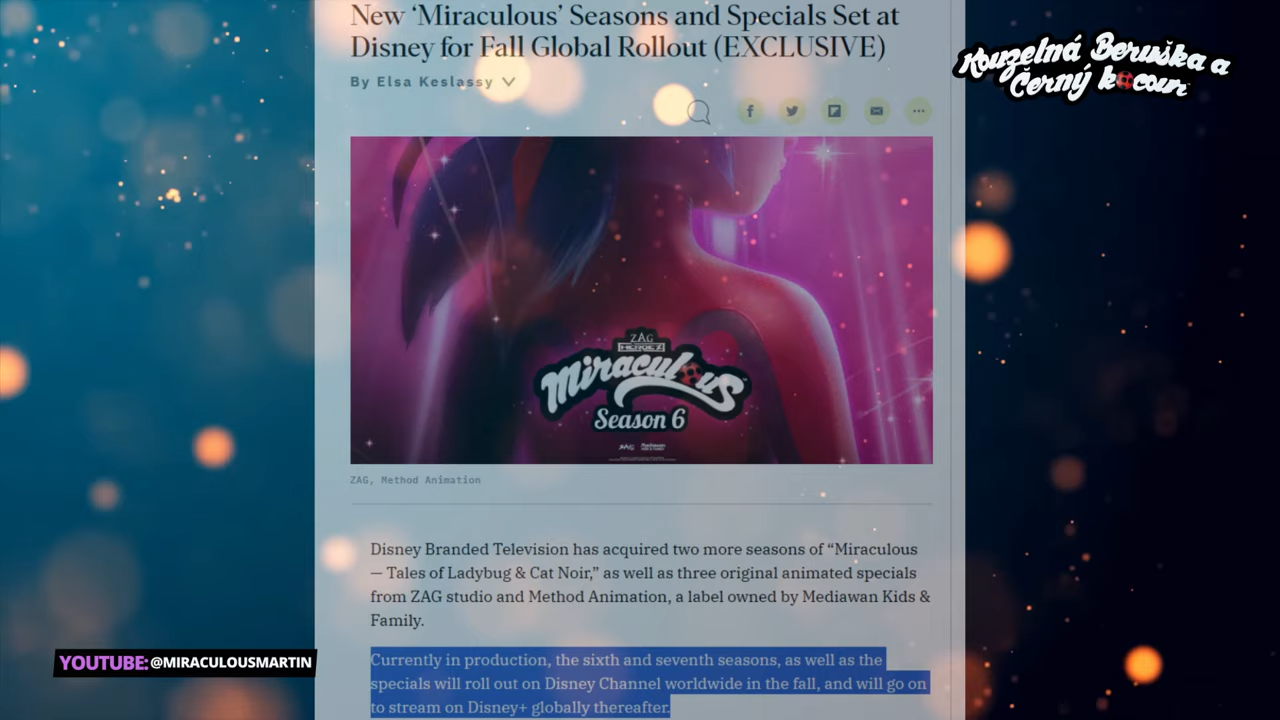 New ‘Miraculous’ Seasons and Specials Set at
Disney for Fall Global Rollout (EXCLUSIVE)
By Elsa Keslassy
Kouzelná Beruška a
Černý kocour
ZAG
HEROEZ
Miraculous
Season 6
ZAG, Method Animation
Disney Branded Television has acquired two more seasons of “Miraculous
— Tales of Ladybug & Cat Noir,” as well as three original animated specials
from ZAG studio and Method Animation, a label owned by Mediawan Kids &
Family.
Currently in production, the sixth and seventh seasons, as well as the
specials will roll out on Disney Channel worldwide in the fall, and will go on
to stream on Disney+ globally thereafter.
YOUTUBE: @MIRACULOUSMARTIN